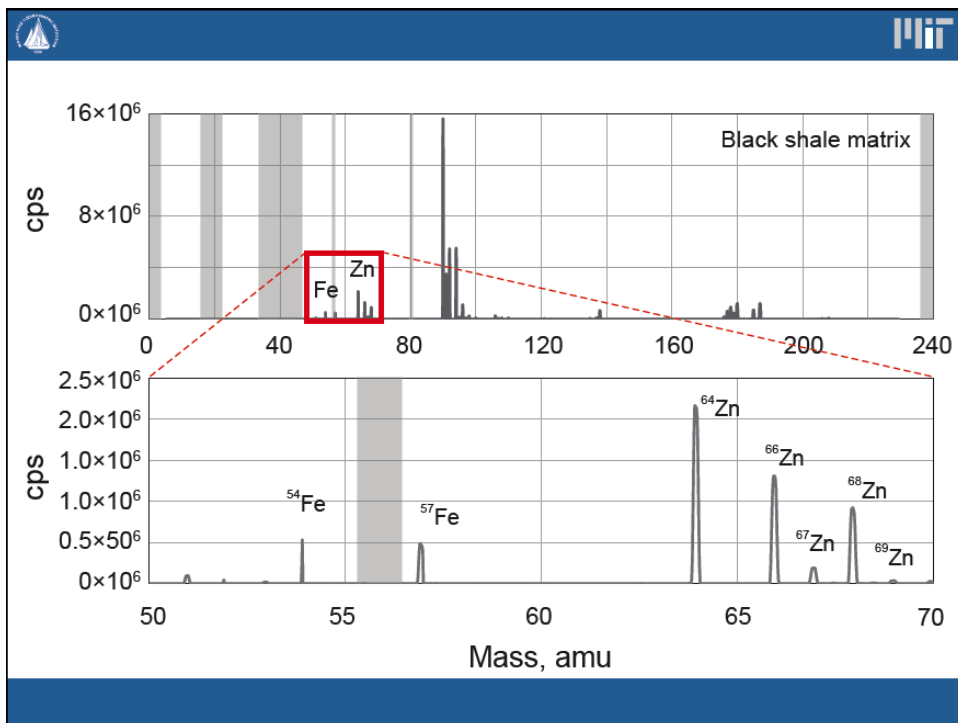 MIT
16×10⁶
Black shale matrix
cps
8×10⁶
Zn
Fe
0×10⁶
0 40 80 120 160 200 240
2.5×10⁶
⁶⁴Zn
2.0×10⁶
⁶⁶Zn
cps
1.0×10⁶
⁶⁸Zn
1.0×10⁶
⁵⁴Fe
⁵⁷Fe
⁶⁷Zn
0.5×50⁶
⁶⁹Zn
0×10⁶
50 55 60 65 70
Mass, amu